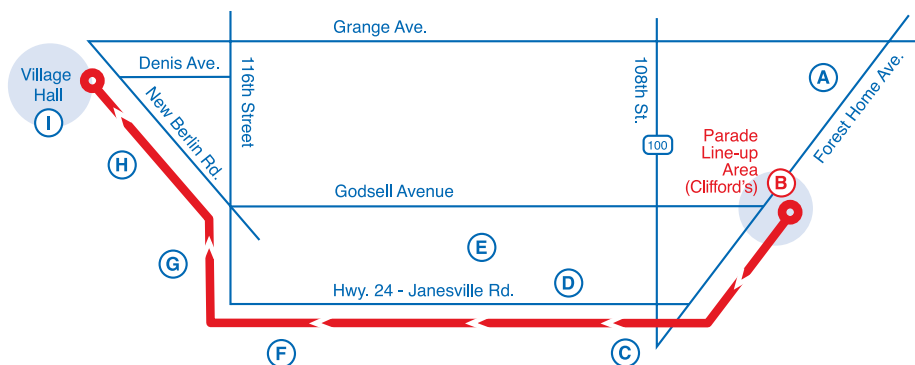 Grange Ave.
Denis Ave.
Village
Hall
I
New Berlin Rd.
116th Street
108th St.
100
A
Forest Home Ave.
Parade
Line-up
Area
(Clifford's)
B
H
Godsell Avenue
G
E
D
Hwy. 24 - Janesville Rd.
F
C